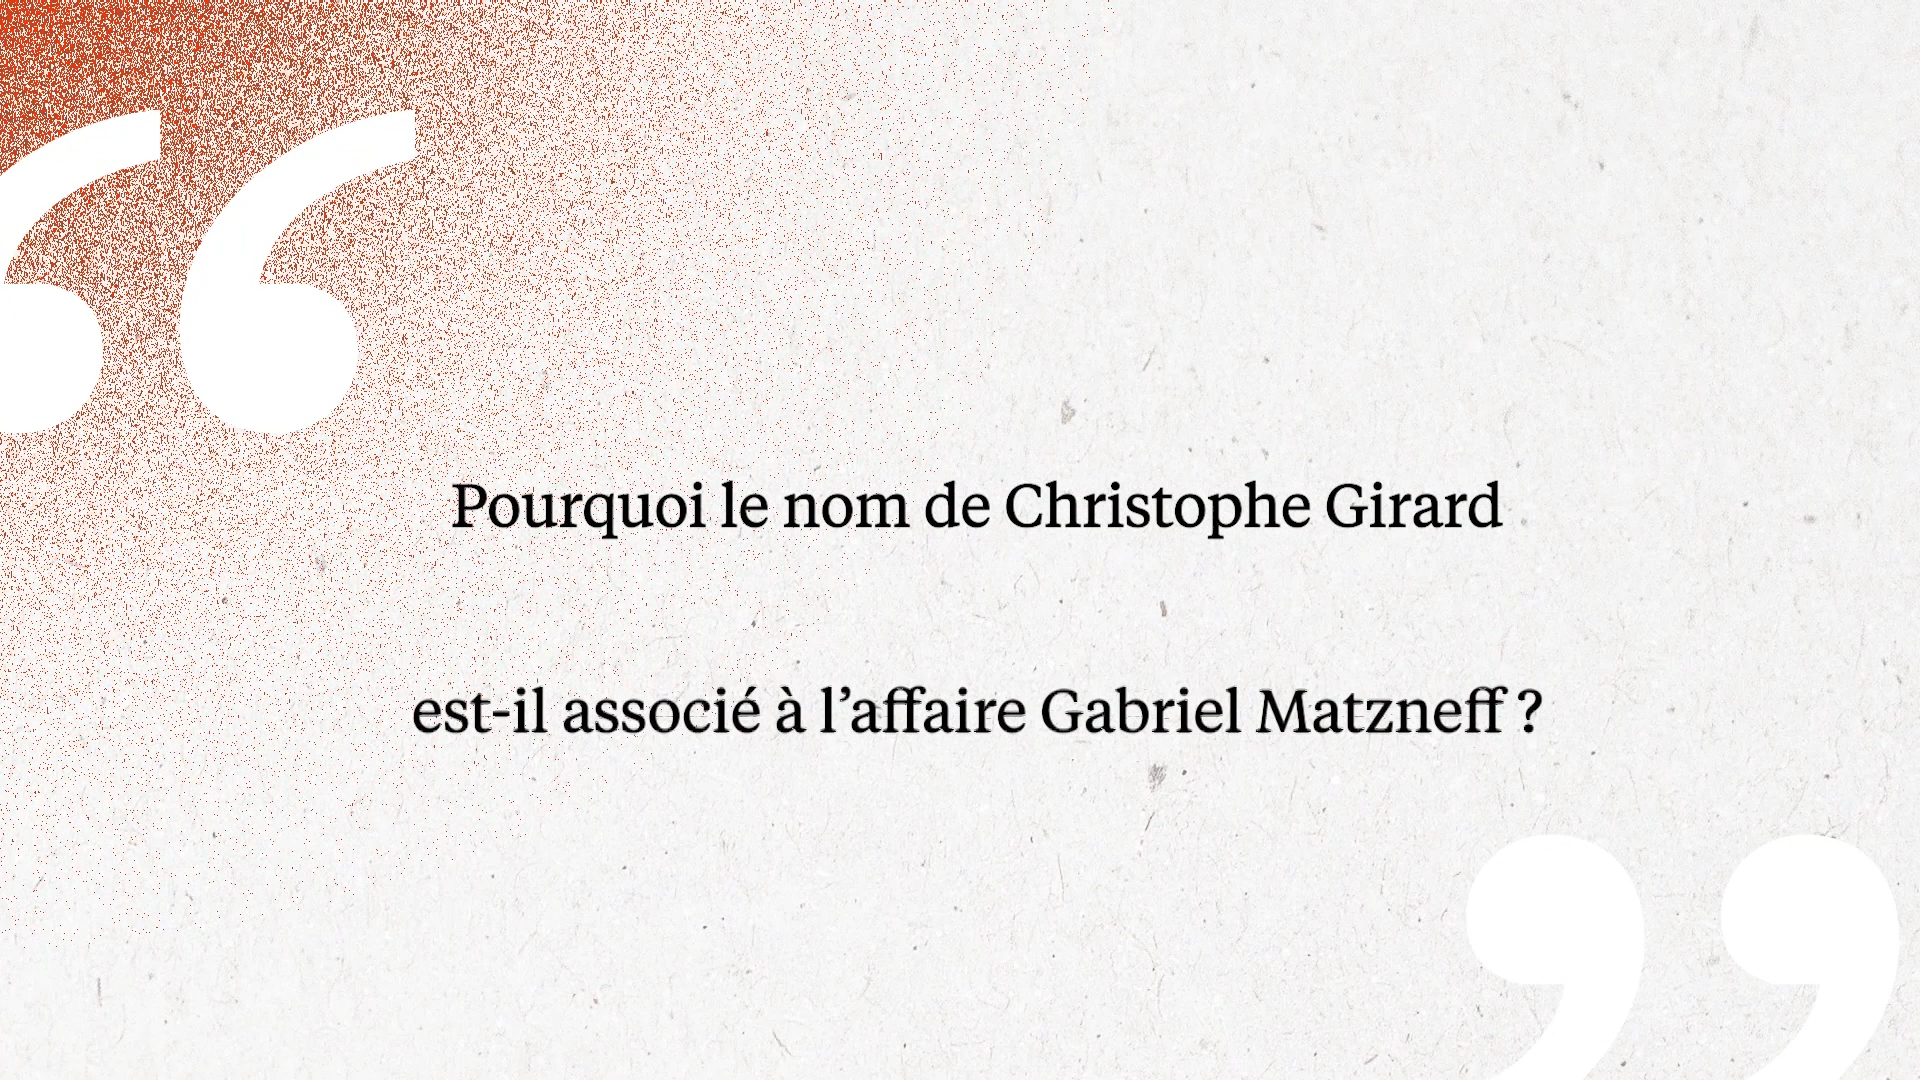 Pourquoi le nom de Christophe Girard
est-il associé à l’affaire Gabriel Matzneff ?